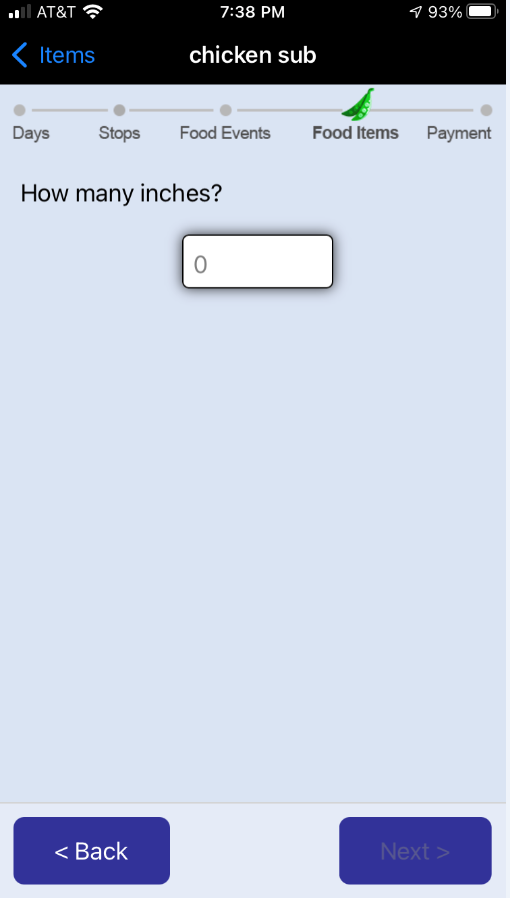 AT&T 7:38 PM 93%
Items chicken sub
Days Stops Food Events Food Items Payment
How many inches?
0
< Back Next >